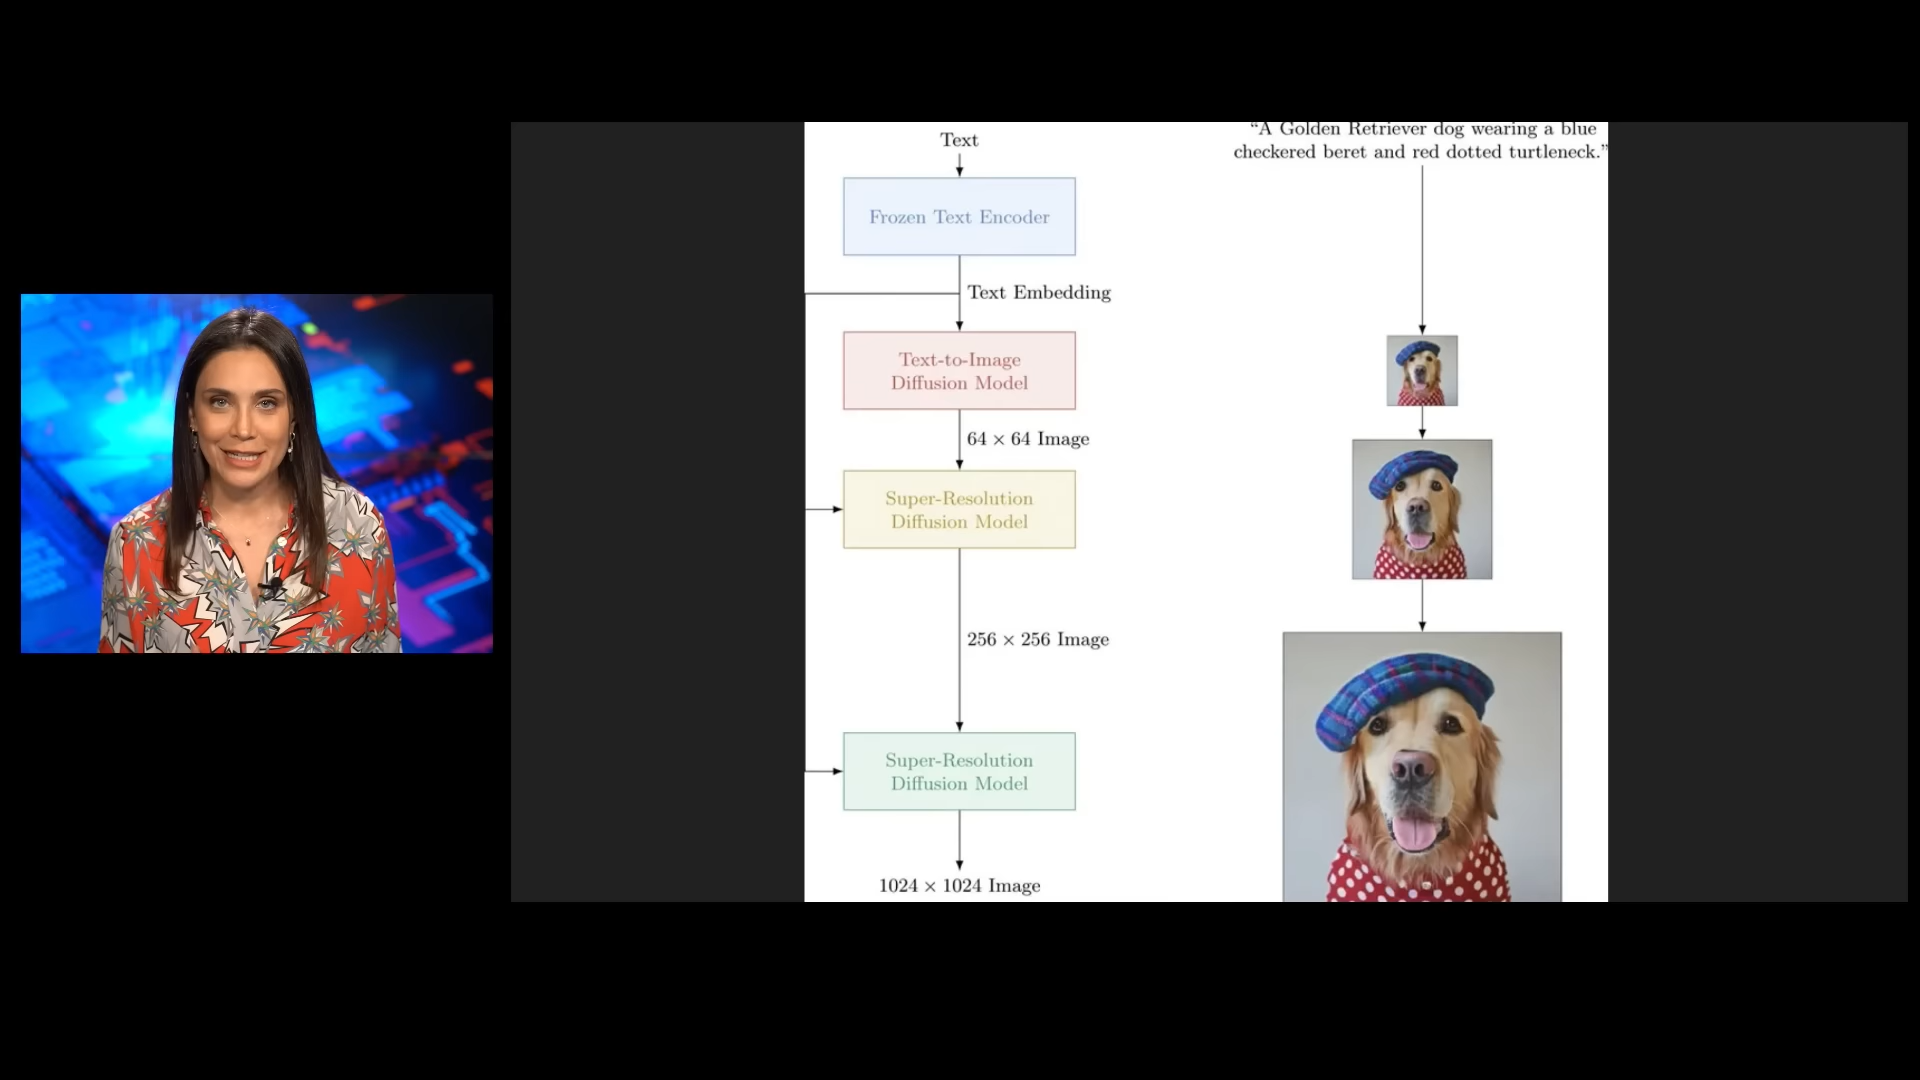 Text
Frozen Text Encoder
Text Embedding
Text-to-Image
Diffusion Model
64 × 64 Image
Super-Resolution
Diffusion Model
256 × 256 Image
Super-Resolution
Diffusion Model
1024 × 1024 Image
“A Golden Retriever dog wearing a blue
checkered beret and red dotted turtleneck.”